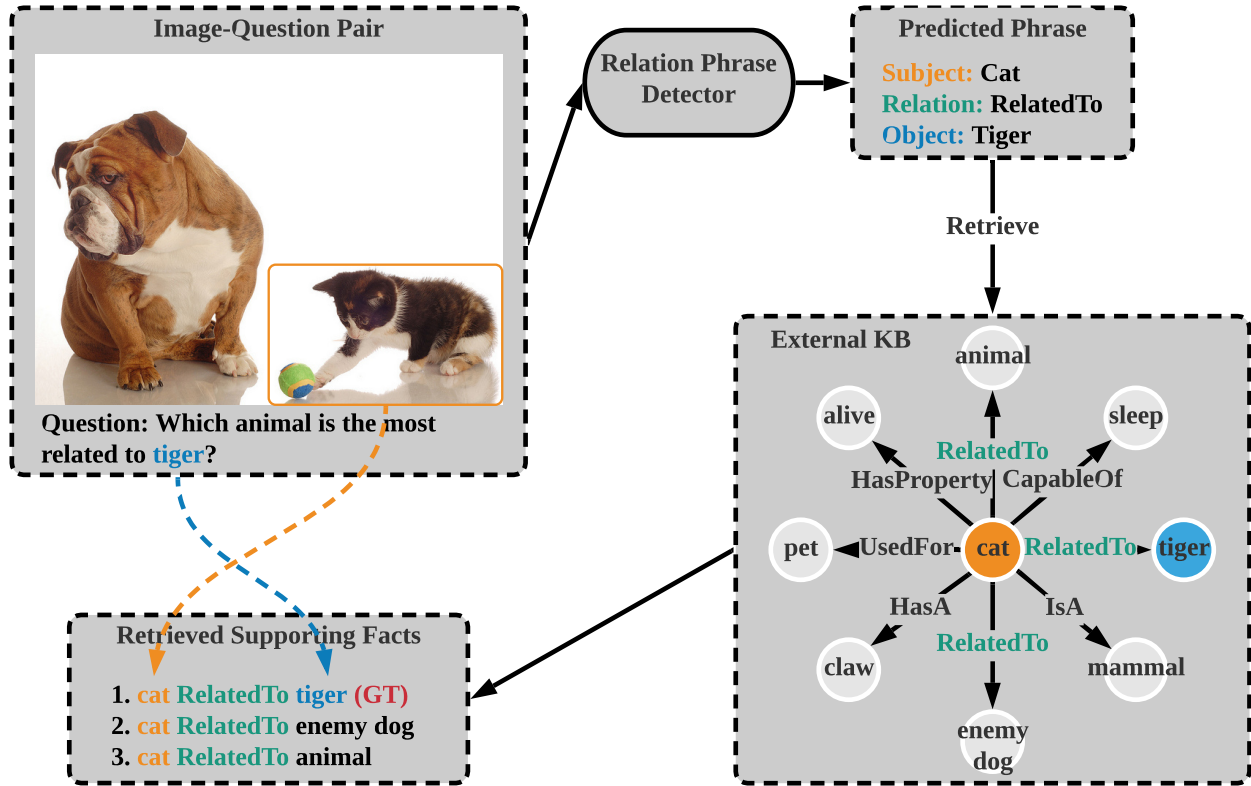 Image-Question Pair
Question: Which animal is the most
related to tiger?
Relation Phrase
Detector
Predicted Phrase
Subject: Cat
Relation: RelatedTo
Object: Tiger
Retrieve
External KB
animal
alive
sleep
RelatedTo
HasProperty
CapableOf
pet
UsedFor
cat
RelatedTo
tiger
HasA
IsA
RelatedTo
claw
mammal
enemy
dog
Retrieved Supporting Facts
1. cat RelatedTo tiger (GT)
2. cat RelatedTo enemy dog
3. cat RelatedTo animal